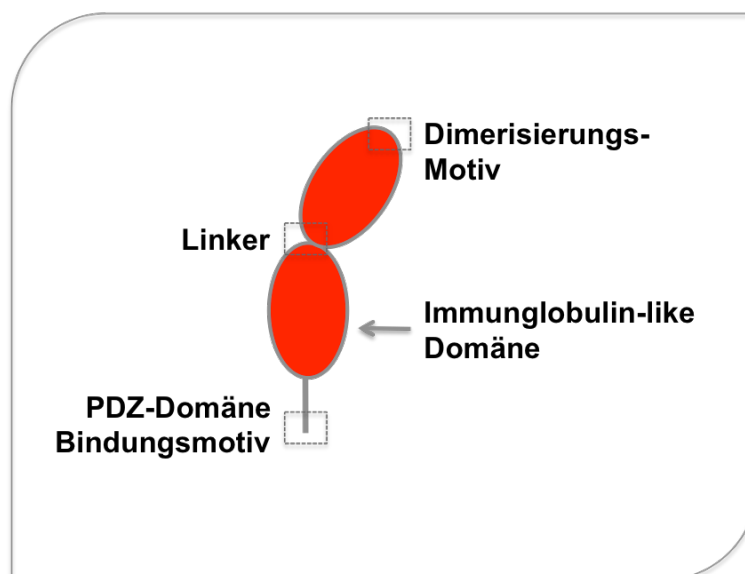 Dimerisierungs-
Motiv
Linker
Immunglobulin-like
Domäne
PDZ-Domäne
Bindungsmotiv